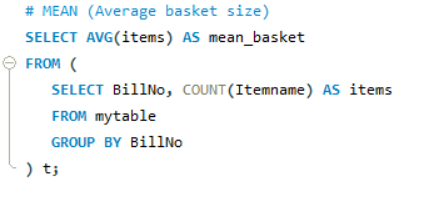 # MEAN (Average basket size)
SELECT AVG(items) AS mean_basket
FROM (
SELECT BillNo, COUNT(Itemname) AS items
FROM mytable
GROUP BY BillNo
) t;